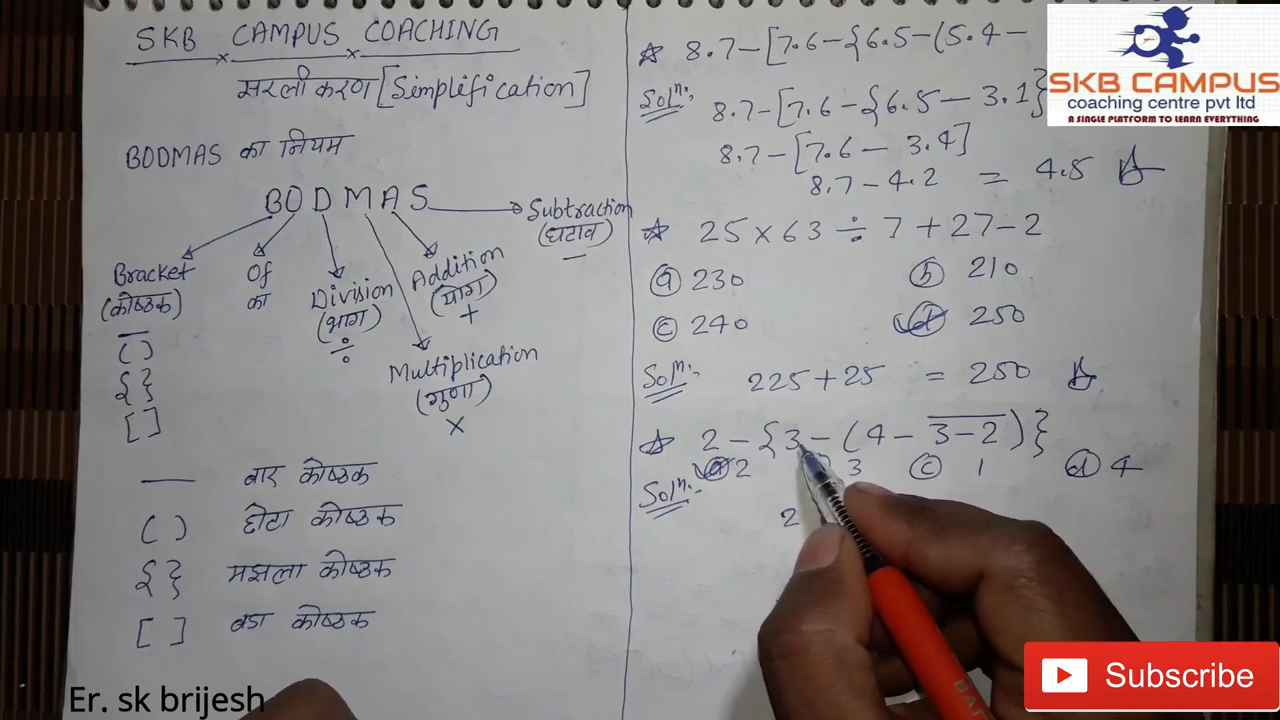 SKB CAMPUS COACHING
सरलीकरण [Simplification]
BODMAS का नियम
BODMAS
Subtraction
(घटाव)
—
Bracket
(कोष्ठक)
—
( )
{ }
[ ]
Of
का
Division
(भाग)
÷
Addition
(योग)
+
Multiplication
(गुणा)
×
— बार कोष्ठक
( ) छोटा कोष्ठक
{ } मझला कोष्ठक
[ ] बडा कोष्ठक
Er. sk brijesh
☆ 8.7-[7.6-{6.5-(5.4-
Solⁿ:- 8.7-[7.6-{6.5-3.1}
8.7-[7.6-3.4]
8.7-4.2 = 4.5
☆ 25×63÷7+27-2
ⓐ 230 ⓑ 210
ⓒ 240 ⓓ 250
Solⁿ:- 225+25 = 250
☆ 2-{3-(4-3-2)}
ⓐ 2 3 ⓒ 1 ⓓ 4
Solⁿ:-
2
SKB CAMPUS
coaching centre pvt ltd
A SINGLE PLATFORM TO LEARN EVERYTHING
Subscribe